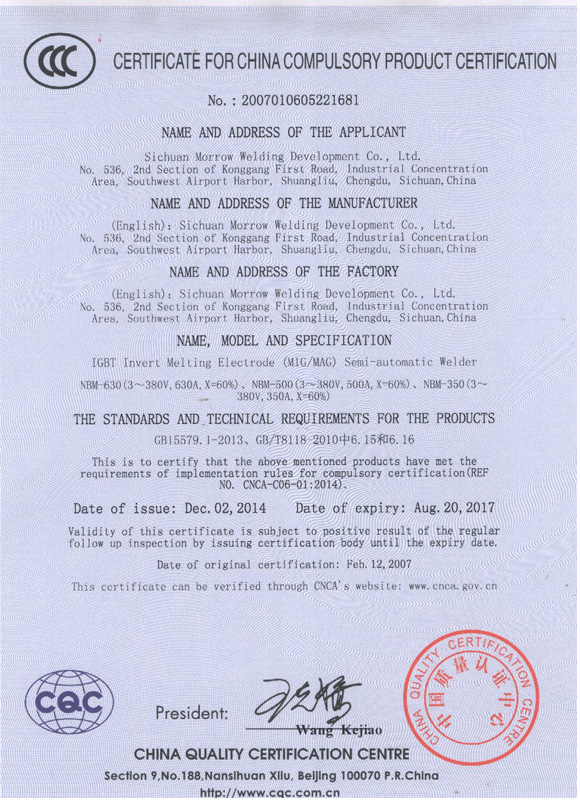 CCC
CERTIFICATE FOR CHINA COMPULSORY PRODUCT CERTIFICATION
No. : 2007010605221681
NAME AND ADDRESS OF THE APPLICANT
Sichuan Morrow Welding Development Co., Ltd.
No. 536, 2nd Section of Konggang First Road, Industrial Concentration
Area, Southwest Airport Harbor, Shuangliu, Chengdu, Sichuan,China
NAME AND ADDRESS OF THE MANUFACTURER
(English): Sichuan Morrow Welding Development Co., Ltd.
No. 536, 2nd Section of Konggang First Road, Industrial Concentration
Area, Southwest Airport Harbor, Shuangliu, Chengdu, Sichuan,China
NAME AND ADDRESS OF THE FACTORY
(English): Sichuan Morrow Welding Development Co., Ltd.
No. 536, 2nd Section of Konggang First Road, Industrial Concentration
Area, Southwest Airport Harbor, Shuangliu, Chengdu, Sichuan,China
NAME, MODEL AND SPECIFICATION
IGBT Invert Melting Electrode (MIG/MAG) Semi-automatic Welder
NBM-630(3～380V,630A,X=60%)、NBM-500(3～380V,500A,X=60%)、NBM-350(3～
380V,350A,X=60%)
THE STANDARDS AND TECHNICAL REQUIREMENTS FOR THE PRODUCTS
GB15579.1-2013、GB/T8118-2010中6.15和6.16
This is to certify that the above mentioned products have met the
requirements of implementation rules for compulsory certification(REF
NO. CNCA-C06-01:2014).
Date of issue: Dec.02,2014 Date of expiry: Aug.20,2017
Validity of this certificate is subject to positive result of the regular
follow up inspection by issuing certification body until the expiry date.
Date of original certification: Feb.12,2007
This certificate can be verified through CNCA's website: www.cnca.gov.cn
CHINA QUALITY CERTIFICATION CENTRE
中国质量认证中心
CQC
President:
Wang Kejiao
CHINA QUALITY CERTIFICATION CENTRE
Section 9,No.188,Nansihuan Xilu, Beijing 100070 P.R.China
http://www.cqc.com.cn